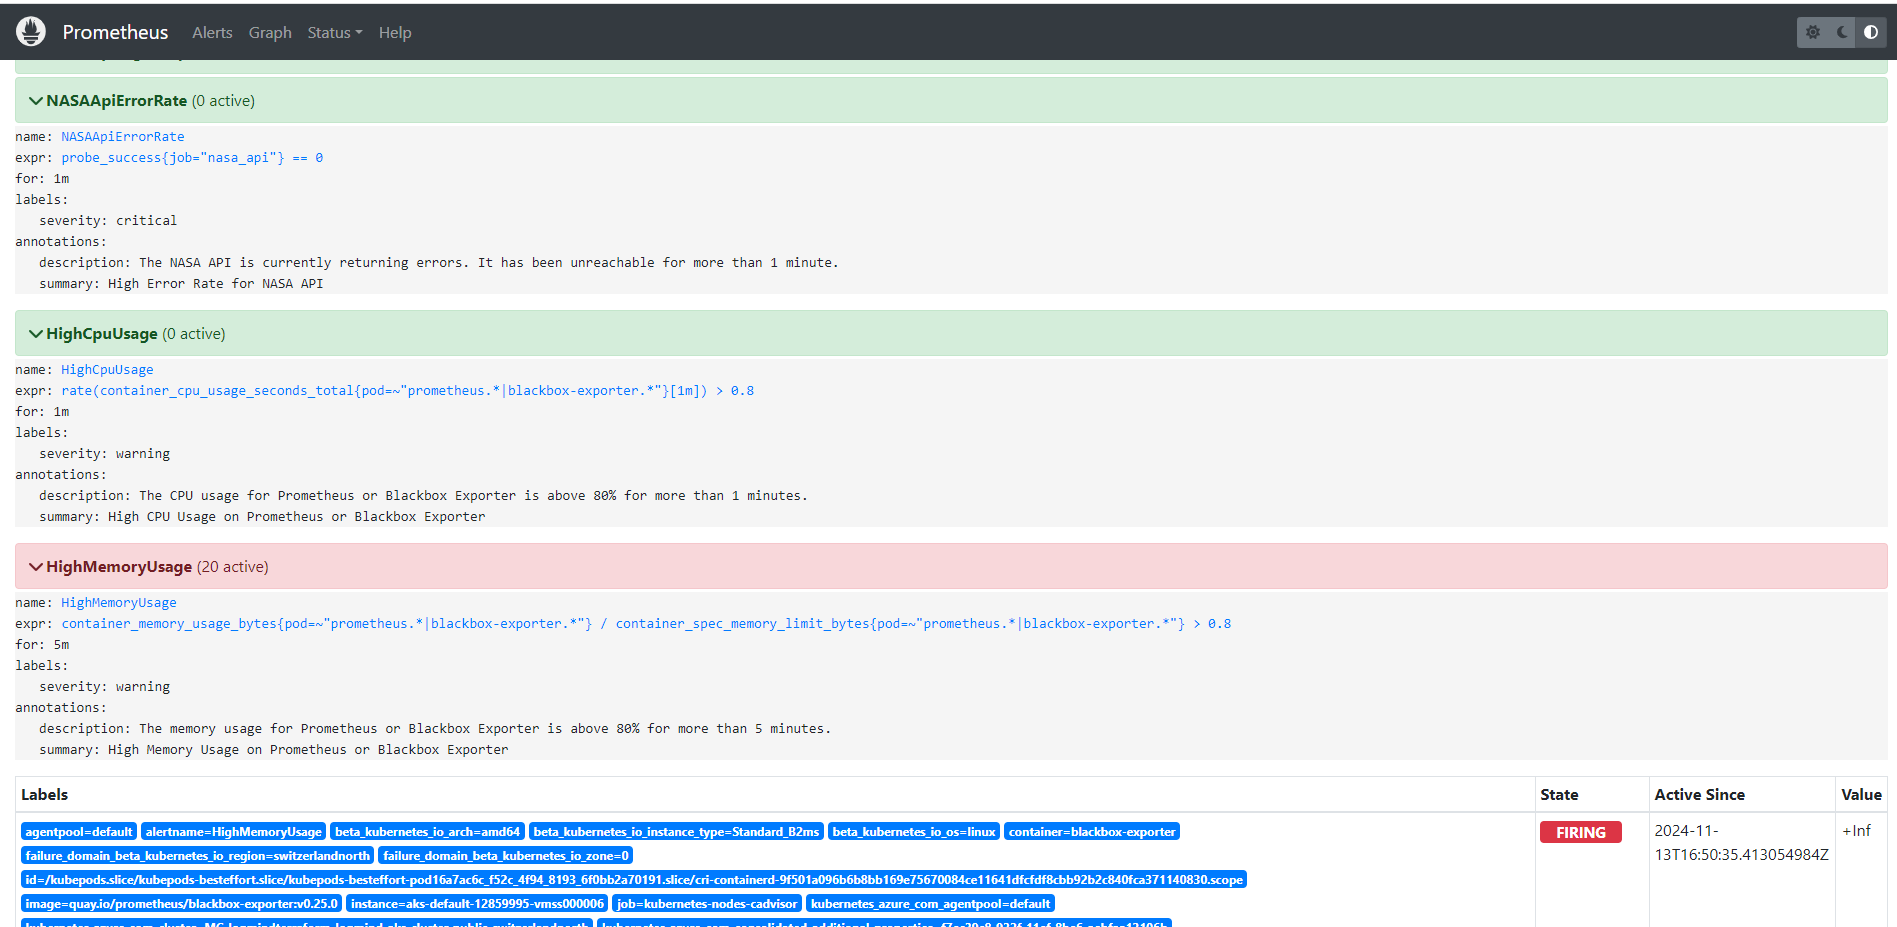 Prometheus Alerts Graph Status Help
NASAApiErrorRate (0 active)
name: NASAApiErrorRate
expr: probe_success{job="nasa_api"} == 0
for: 1m
labels:
severity: critical
annotations:
description: The NASA API is currently returning errors. It has been unreachable for more than 1 minute.
summary: High Error Rate for NASA API
HighCpuUsage (0 active)
name: HighCpuUsage
expr: rate(container_cpu_usage_seconds_total{pod=~"prometheus.*|blackbox-exporter.*"}[1m]) > 0.8
for: 1m
labels:
severity: warning
annotations:
description: The CPU usage for Prometheus or Blackbox Exporter is above 80% for more than 1 minutes.
summary: High CPU Usage on Prometheus or Blackbox Exporter
HighMemoryUsage (20 active)
name: HighMemoryUsage
expr: container_memory_usage_bytes{pod=~"prometheus.*|blackbox-exporter.*"} / container_spec_memory_limit_bytes{pod=~"prometheus.*|blackbox-exporter.*"} > 0.8
for: 5m
labels:
severity: warning
annotations:
description: The memory usage for Prometheus or Blackbox Exporter is above 80% for more than 5 minutes.
summary: High Memory Usage on Prometheus or Blackbox Exporter
Labels State Active Since Value
agentpool=default alertname=HighMemoryUsage beta_kubernetes_io_arch=amd64 beta_kubernetes_io_instance_type=Standard_B2ms beta_kubernetes_io_os=linux container=blackbox-exporter FIRING 2024-11- +Inf
failure_domain_beta_kubernetes_io_region=switzerlandnorth failure_domain_beta_kubernetes_io_zone=0 13T16:50:35.413054984Z
id=/kubepods.slice/kubepods-besteffort.slice/kubepods-besteffort-pod16a7ac6c_f52c_4f94_8193_6f0bb2a70191.slice/cri-containerd-9f501a096b6b8bb169e75670084ce11641dfcfdf8cbb92b2c840fca371140830.scope
image=quay.io/prometheus/blackbox-exporter:v0.25.0 instance=aks-default-12859995-vmss000006 job=kubernetes-nodes-cadvisor kubernetes_azure_com_agentpool=default